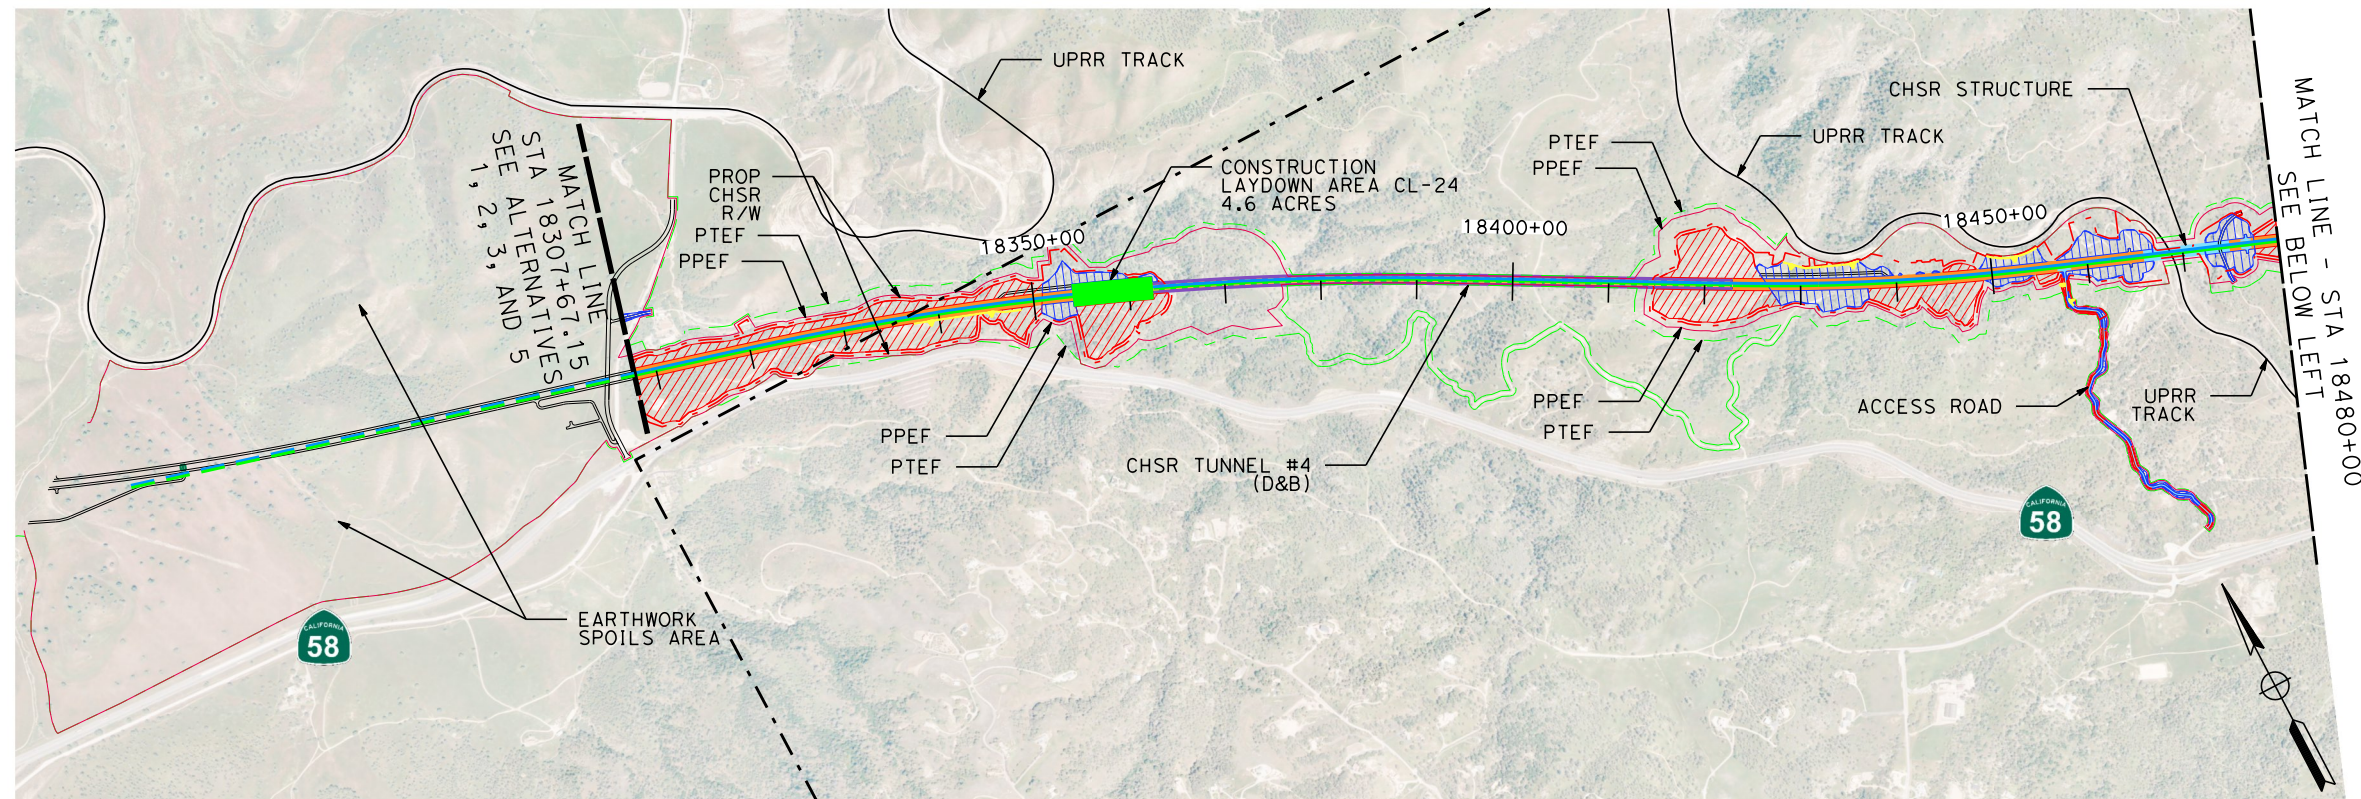 UPRR TRACK
CHSR STRUCTURE
MATCH LINE - STA 18480+00
SEE BELOW LEFT
MATCH LINE
STA 18307+67.15
SEE ALTERNATIVES
1, 2, 3, AND 5
PROP
CHSR
R/W
PTEF
PPEF
CONSTRUCTION
LAYDOWN AREA CL-24
4.6 ACRES
PTEF
PPEF
UPRR TRACK
18350+00
18400+00
18450+00
PPEF
PTEF
CHSR TUNNEL #4
(D&B)
PPEF
PTEF
ACCESS ROAD
UPRR
TRACK
CALIFORNIA
58
EARTHWORK
SPOILS AREA
CALIFORNIA
58